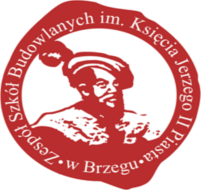 Zespół Szkół Budowlanych im. Księcia Jerzego II Piasta
• w Brzegu •